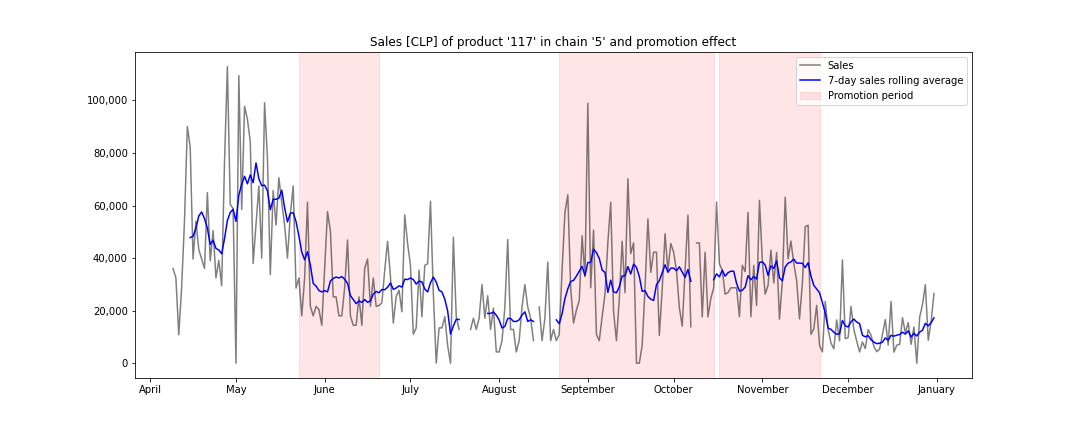 Sales [CLP] of product '117' in chain '5' and promotion effect
Sales
7-day sales rolling average
Promotion period
100,000
80,000
60,000
40,000
20,000
0
April May June July August September October November December January